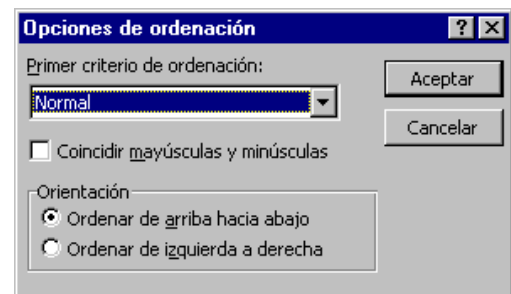 Opciones de ordenación
Primer criterio de ordenación:
Normal
Aceptar
Cancelar
Coincidir mayúsculas y minúsculas
Orientación
Ordenar de arriba hacia abajo
Ordenar de izquierda a derecha